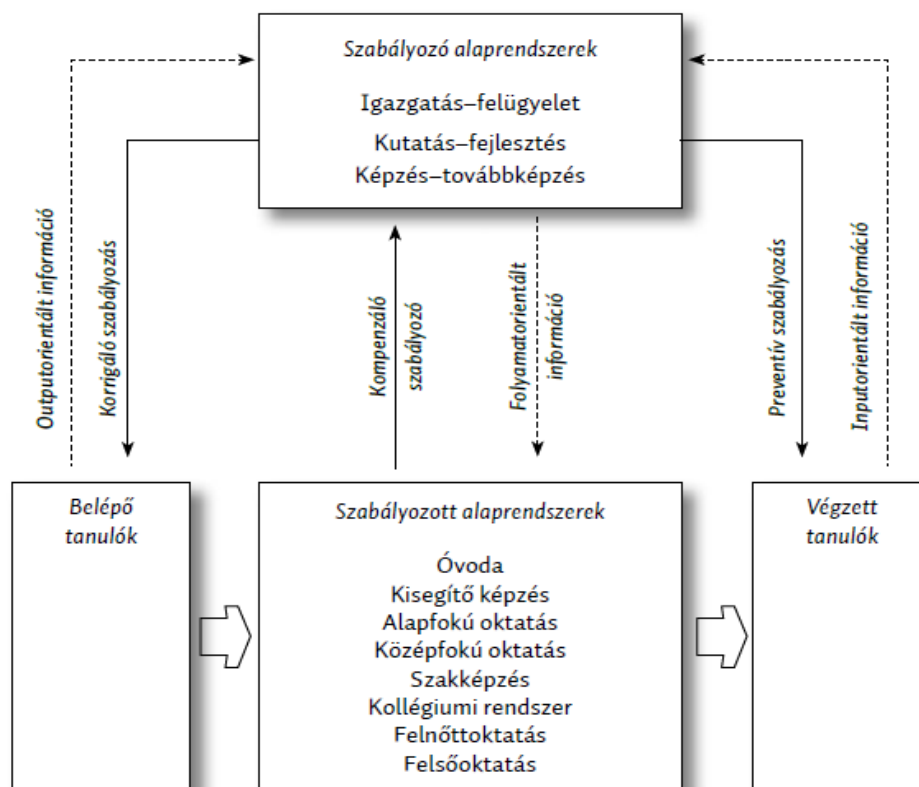 Szabályozó alaprendszerek
Igazgatás–felügyelet
Kutatás–fejlesztés
Képzés–továbbképzés
Outputorientált információ
Korrigáló szabályozás
Kompenzáló
szabályozó
Folyamatorientált
információ
Preventív szabályozás
Inputorientált információ
Belépő
tanulók
Szabályozott alaprendszerek
Óvoda
Kisegítő képzés
Alapfokú oktatás
Középfokú oktatás
Szakképzés
Kollégiumi rendszer
Felnőttoktatás
Felsőoktatás
Végzett
tanulók